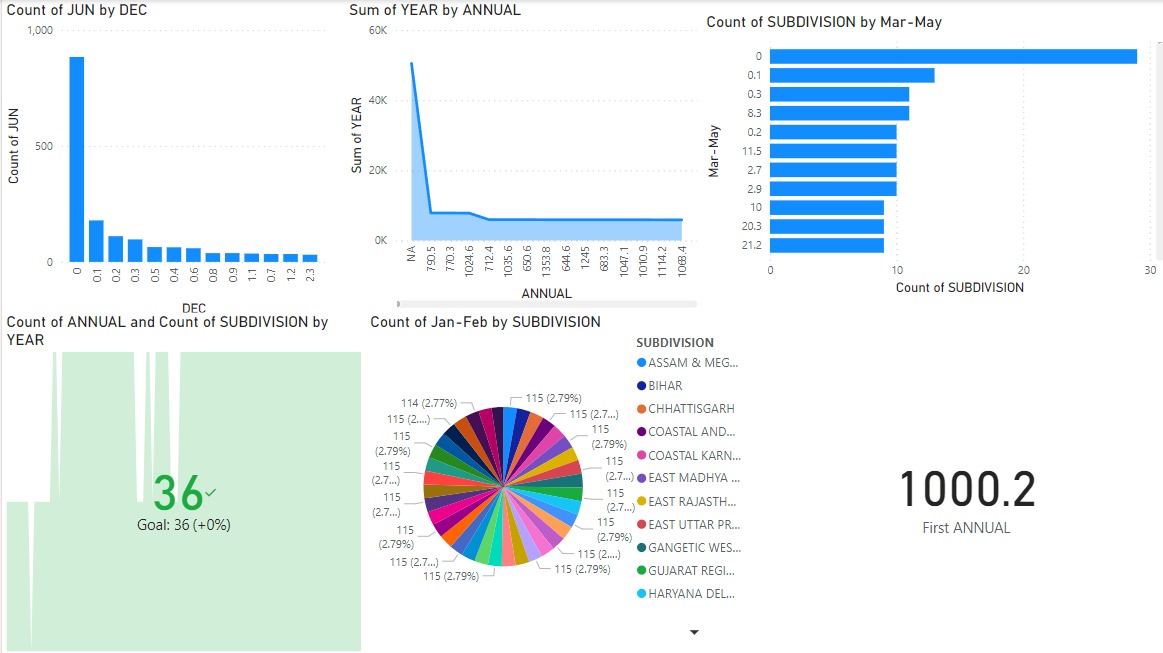 Count of JUN by DEC
1,000
500
0
Count of JUN
0
0.1
0.2
0.3
0.5
0.4
0.6
0.8
0.9
1.1
0.7
1.2
2.3
DEC
Sum of YEAR by ANNUAL
60K
40K
20K
0K
Sum of YEAR
NA
790.5
770.3
1024.6
712.4
1035.6
650.6
1353.8
644.6
1245
683.3
1047.1
1010.9
1114.2
1068.4
ANNUAL
Count of SUBDIVISION by Mar-May
Mar-May
0
0.1
0.3
8.3
0.2
11.5
2.7
2.9
10
20.3
21.2
0
10
20
30
Count of SUBDIVISION
Count of ANNUAL and Count of SUBDIVISION by
YEAR
36
Goal: 36 (+0%)
Count of Jan-Feb by SUBDIVISION
115 (2.79%)
115 (2.7...)
115
(2.79%)
115
(2.7...)
115
(2.7...)
115
(2.79%)
115 (2....)
115 (2.79%)
115 (2.79%)
115 (2.7...)
115
(2.79%)
115
(2.7...)
115
(2.7...)
115
(2.79%)
115 (2....)
114 (2.77%)
SUBDIVISION
ASSAM & MEG...
BIHAR
CHHATTISGARH
COASTAL AND...
COASTAL KARN...
EAST MADHYA ...
EAST RAJASTH...
EAST UTTAR PR...
GANGETIC WES...
GUJARAT REGI...
HARYANA DEL...
1000.2
First ANNUAL